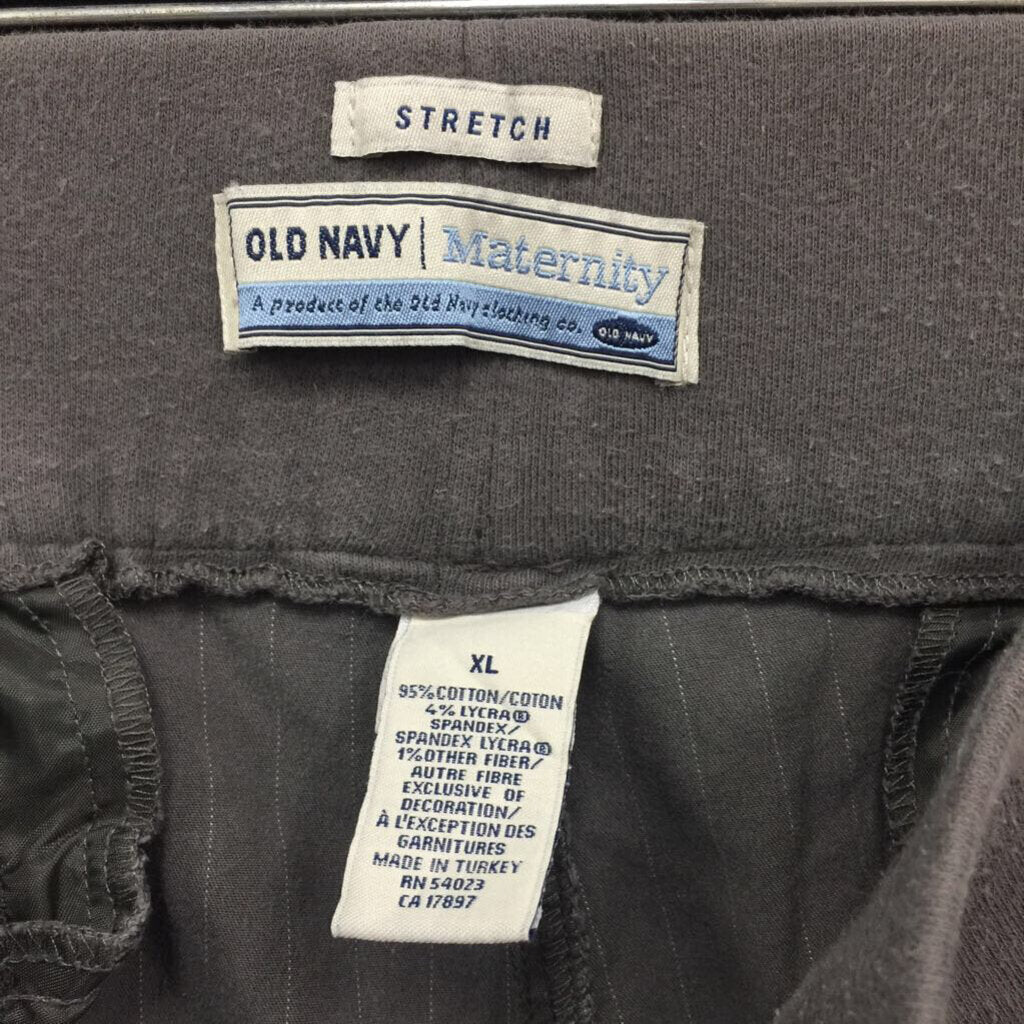 STRETCH
OLD NAVY | Maternity
A product of the Old Navy clothing co. OLD NAVY
XL
95%COTTON/COTON
4% LYCRA®
SPANDEX/
SPANDEX LYCRA®
1%OTHER FIBER/
AUTRE FIBRE
EXCLUSIVE OF
DECORATION/
À L'EXCEPTION DES
GARNITURES
MADE IN TURKEY
RN 54023
CA 17897